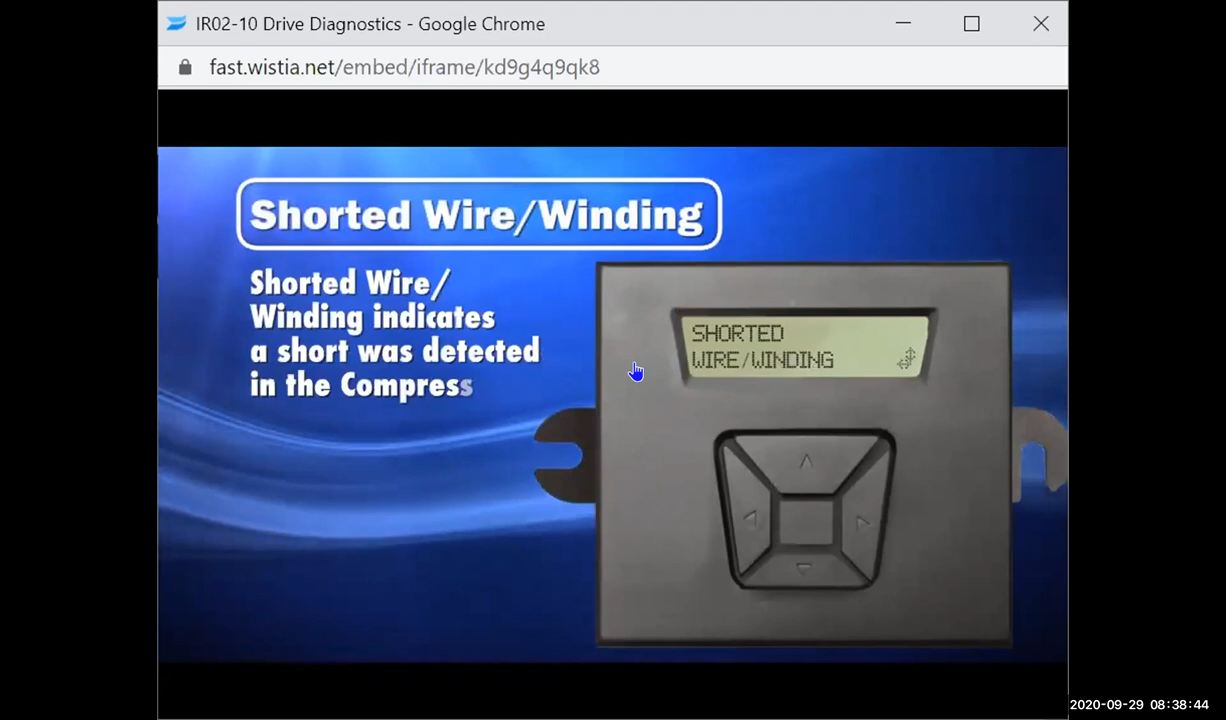 IR02-10 Drive Diagnostics - Google Chrome
fast.wistia.net/embed/iframe/kd9g4q9qk8
Shorted Wire/Winding
Shorted Wire/
Winding indicates
a short was detected
in the Compress
SHORTED
WIRE/WINDING
2020-09-29 08:38:44